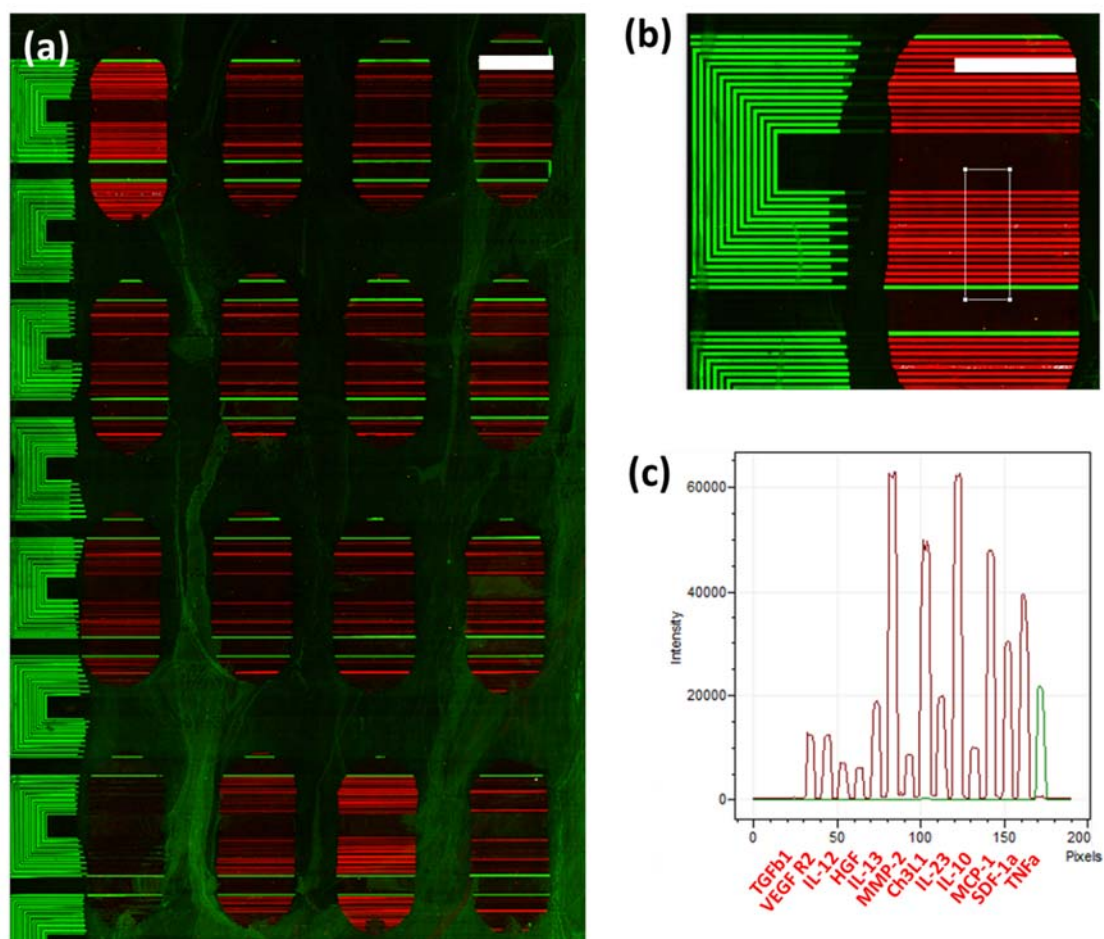 (a)
(b)
(c)
60000
40000
20000
0
Intensity
0
50
100
150
200
Pixels
TGFb1
VEGF R2
IL-12
HGF
IL-13
MMP-2
Ch3L1
IL-23
IL-10
MCP-1
SDF-1a
TNFa